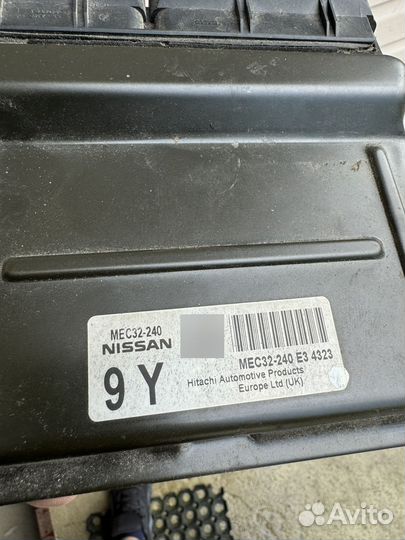 MEC32-240
NISSAN
9 Y
MEC32-240 E3 4323
Hitachi Automotive Products
Europe Ltd (UK)
Avito